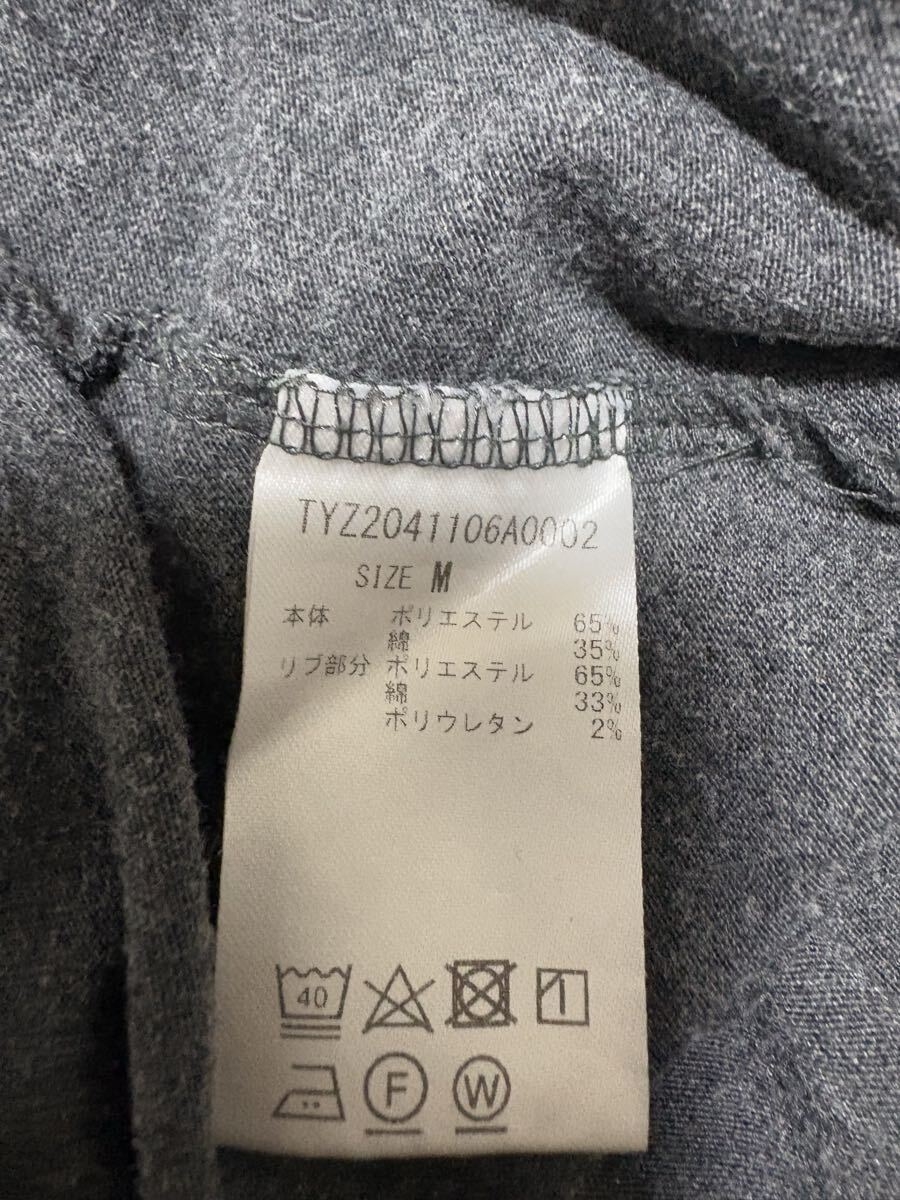 TYZ2041106A0002
SIZE M
本体 ポリエステル 65%
綿 35%
リブ部分 ポリエステル 65%
綿 33%
ポリウレタン 2%
40
F W